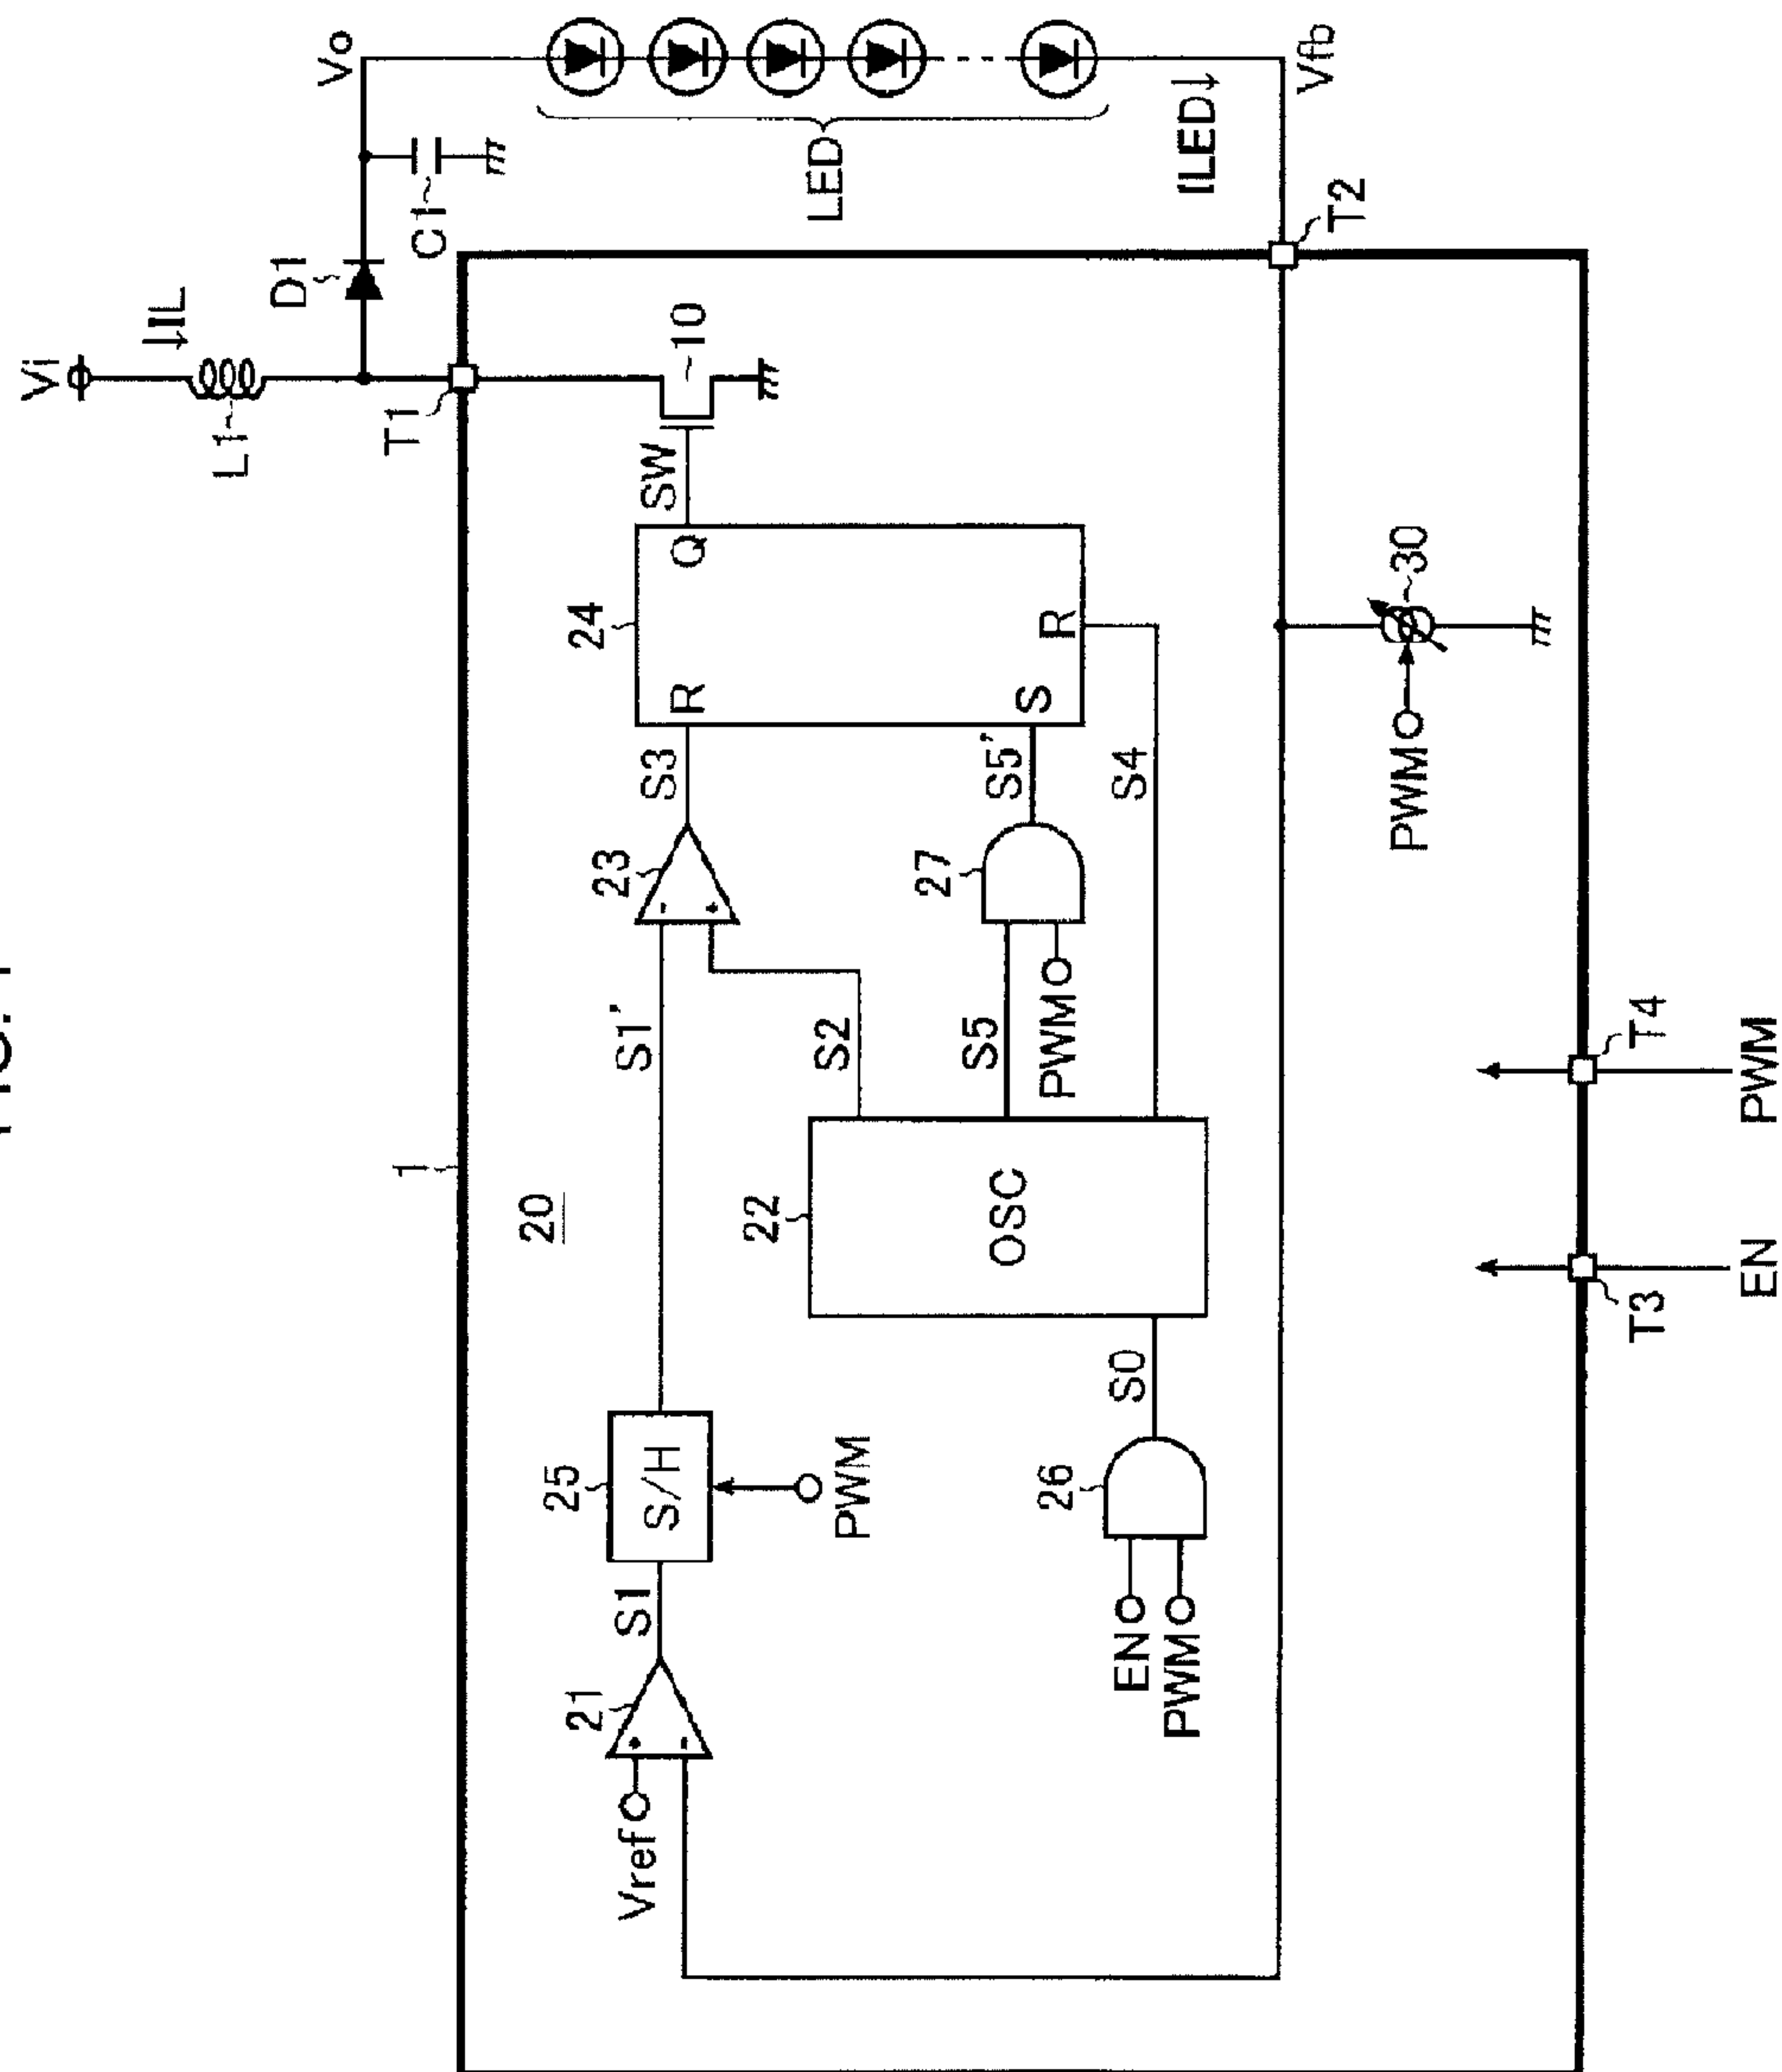 Vi
↓IL
L1
D1
Vo
C1
LED
ILED↓
Vfb
T1
T2
1
20
Vref
21
S1
25
S/H
PWM
S1'
23
S3
24
R
Q
S
R
SW
10
EN
PWM
26
S0
22
OSC
S2
S5
PWM
27
S5'
S4
PWM
30
T3
EN
T4
PWM